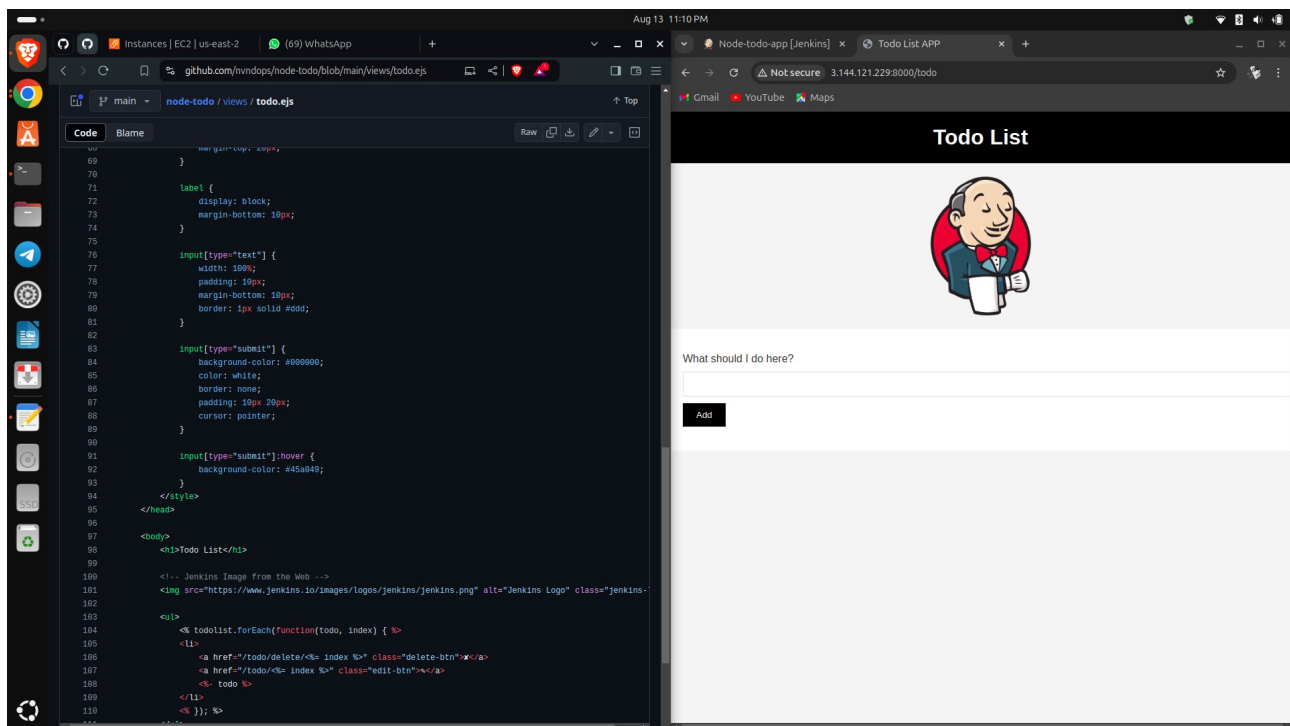 Aug 13 11:10 PM
Instances | EC2 | us-east-2
(69) WhatsApp
github.com/nvndops/node-todo/blob/main/views/todo.ejs
main
node-todo / views / todo.ejs
Top
Code Blame
Raw
68 margin-top: 20px;
69 }
70
71 label {
72 display: block;
73 margin-bottom: 10px;
74 }
75
76 input[type="text"] {
77 width: 100%;
78 padding: 10px;
79 margin-bottom: 10px;
80 border: 1px solid #ddd;
81 }
82
83 input[type="submit"] {
84 background-color: #000000;
85 color: white;
86 border: none;
87 padding: 10px 20px;
88 cursor: pointer;
89 }
90
91 input[type="submit"]:hover {
92 background-color: #45a049;
93 }
94 </style>
95 </head>
96
97 <body>
98 <h1>Todo List</h1>
99
100 <!-- Jenkins Image from the Web -->
101 <img src="https://www.jenkins.io/images/logos/jenkins/jenkins.png" alt="Jenkins Logo" class="jenkins-
102
103 <ul>
104 <% todolist.forEach(function(todo, index) { %>
105 <li>
106 <a href="/todo/delete/<%= index %>" class="delete-btn">✘</a>
107 <a href="/todo/<%= index %>" class="edit-btn">✎</a>
108 <%- todo %>
109 </li>
110 <% }); %>
SSD
Node-todo-app [Jenkins]
Todo List APP
Not secure 3.144.121.229:8000/todo
Gmail YouTube Maps
Todo List
What should I do here?
Add